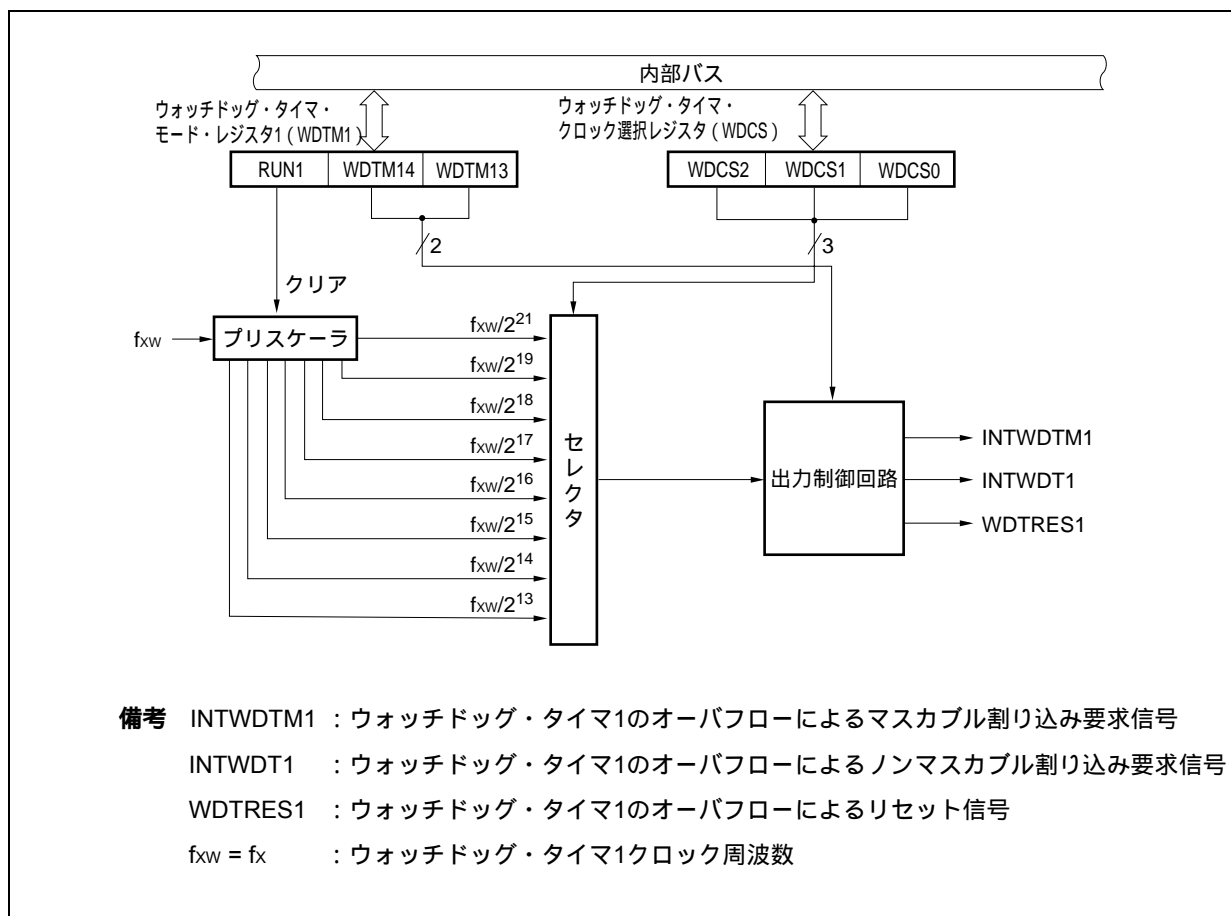 内部バス
ウォッチドッグ・タイマ・
モード・レジスタ1（WDTM1）
ウォッチドッグ・タイマ・
クロック選択レジスタ（WDCS）
RUN1 WDTM14 WDTM13
WDCS2 WDCS1 WDCS0
2
3
クリア
fxw
プリスケーラ
fxw/2^21
fxw/2^19
fxw/2^18
fxw/2^17
fxw/2^16
fxw/2^15
fxw/2^14
fxw/2^13
セレクタ
出力制御回路
INTWDTM1
INTWDT1
WDTRES1
備考 INTWDTM1 ：ウォッチドッグ・タイマ1のオーバフローによるマスカブル割り込み要求信号
INTWDT1 ：ウォッチドッグ・タイマ1のオーバフローによるノンマスカブル割り込み要求信号
WDTRES1 ：ウォッチドッグ・タイマ1のオーバフローによるリセット信号
fxw = fx ：ウォッチドッグ・タイマ1クロック周波数